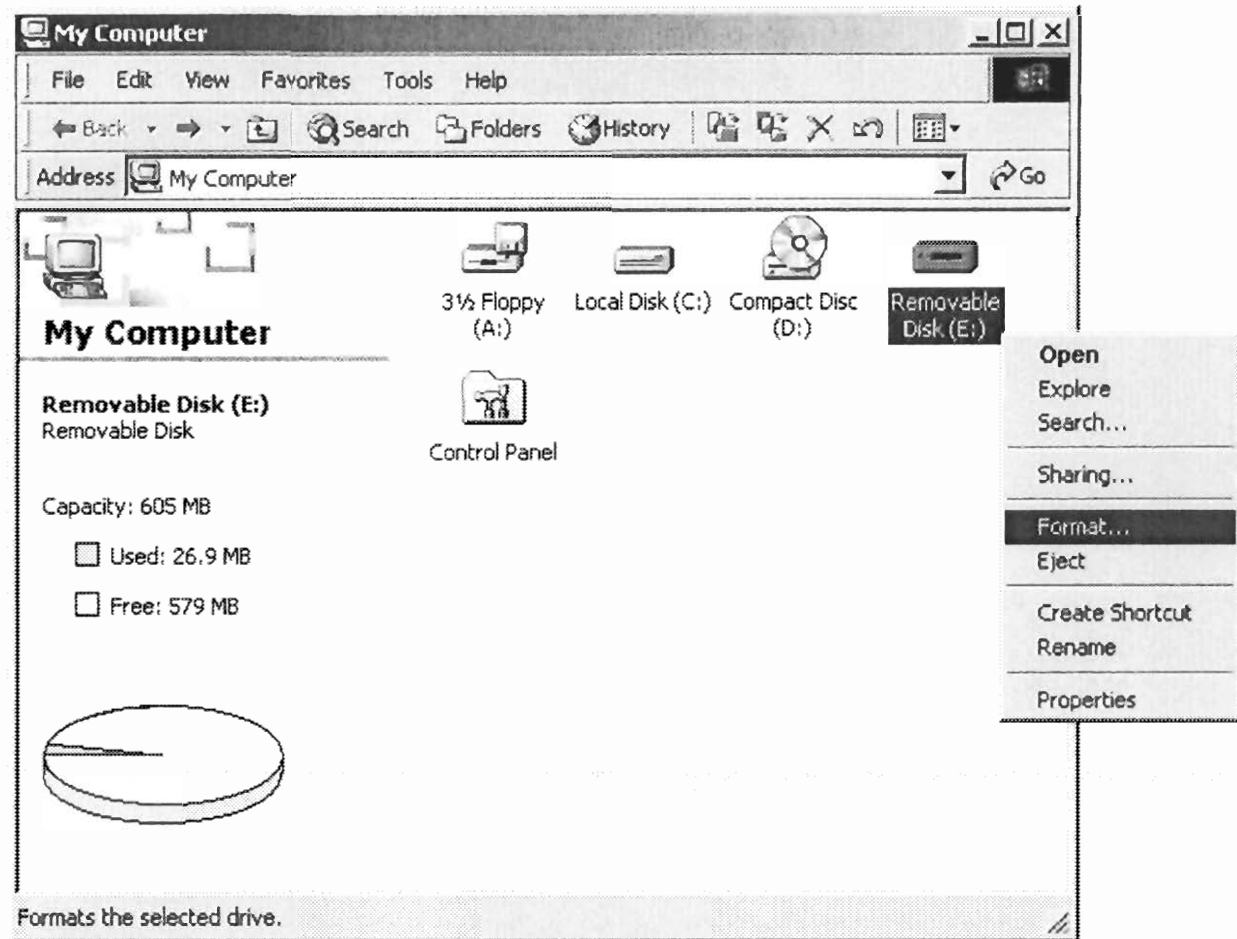 My Computer
File Edit View Favorites Tools Help
Back Search Folders History
Address My Computer Go
My Computer
Removable Disk (E:)
Removable Disk
Capacity: 605 MB
Used: 26.9 MB
Free: 579 MB
3½ Floppy
(A:)
Local Disk (C:)
Compact Disc
(D:)
Removable
Disk (E:)
Control Panel
Open
Explore
Search...
Sharing...
Format...
Eject
Create Shortcut
Rename
Properties
Formats the selected drive.